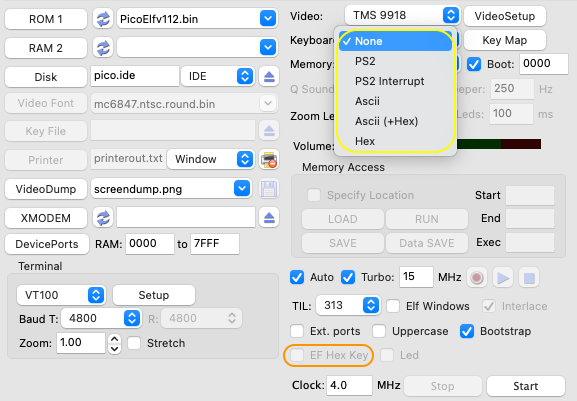 ROM 1 PicoElfv112.bin
RAM 2
Disk pico.ide IDE
Video Font mc6847.ntsc.round.bin
Key File
Printer printerout.txt Window
VideoDump screendump.png
XMODEM
DevicePorts RAM: 0000 to 7FFF
Terminal
VT100 Setup
Baud T: 4800 R: 4800
Zoom: 1.00 Stretch
Video: TMS 9918 VideoSetup
Keyboard Key Map
None
PS2
PS2 Interrupt
Ascii
Ascii (+Hex)
Hex
Memory: Boot: 0000
Q Soun eeper: 250 Hz
Zoom Le Leds: 100 ms
Volume:
Memory Access
Specify Location Start
LOAD RUN End
SAVE Data SAVE Exec
Auto Turbo: 15 MHz
TIL: 313 Elf Windows Interlace
Ext. ports Uppercase Bootstrap
EF Hex Key Led
Clock: 4.0 MHz Stop Start